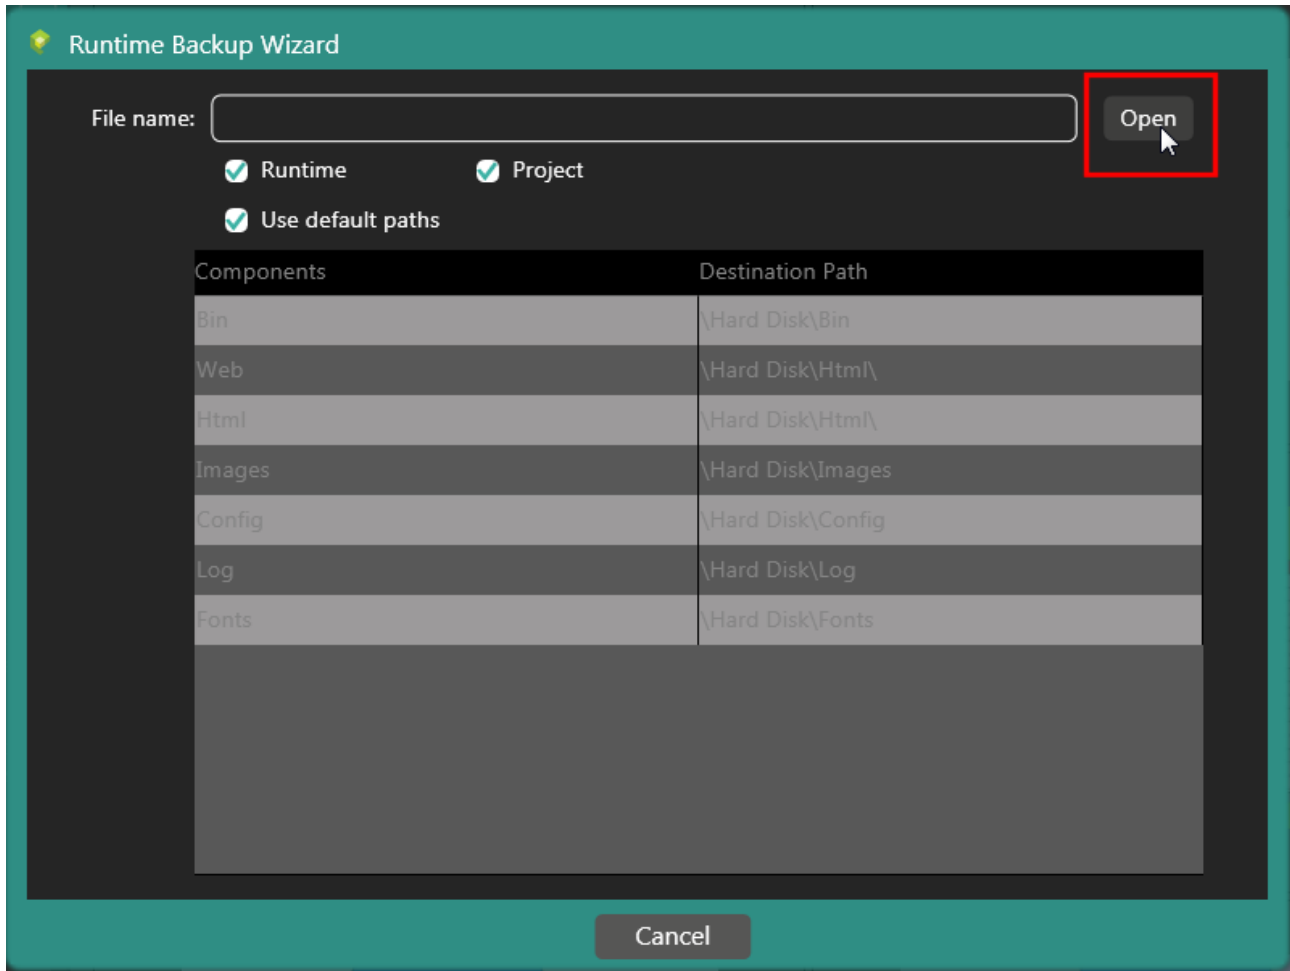 Runtime Backup Wizard
File name: Open
Runtime Project
Use default paths
Components Destination Path
Bin \Hard Disk\Bin
Web \Hard Disk\Html\
Html \Hard Disk\Html\
Images \Hard Disk\Images
Config \Hard Disk\Config
Log \Hard Disk\Log
Fonts \Hard Disk\Fonts
Cancel